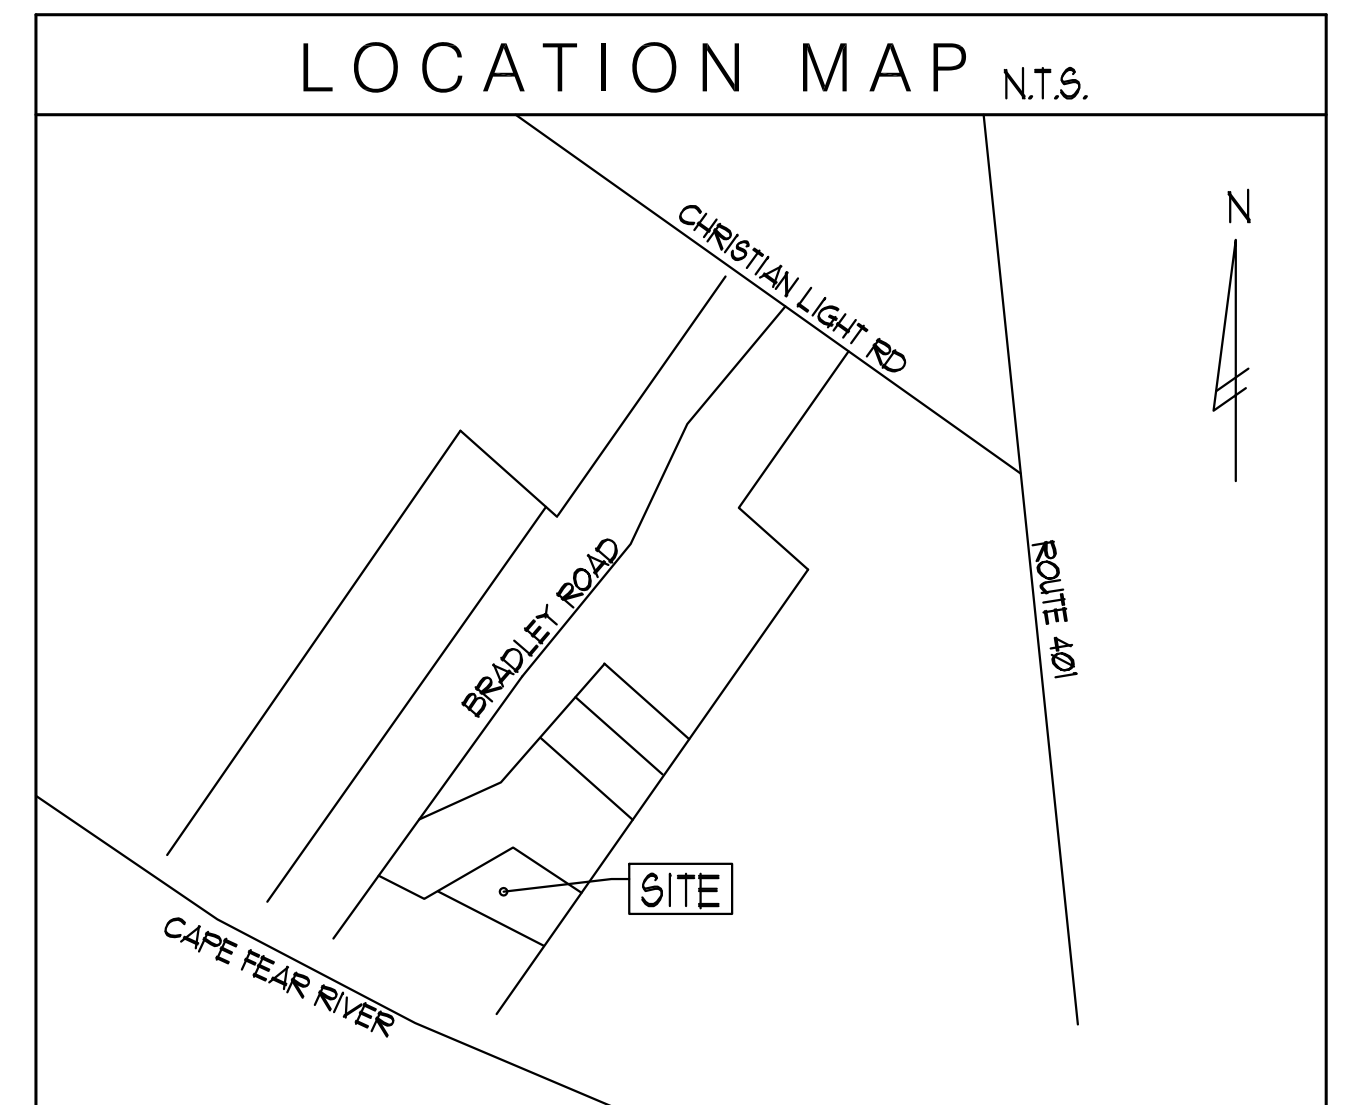 LOCATION MAP N.T.S.
N
CHRISTIAN LIGHT RD
BRADLEY ROAD
ROUTE 401
SITE
CAPE FEAR RIVER